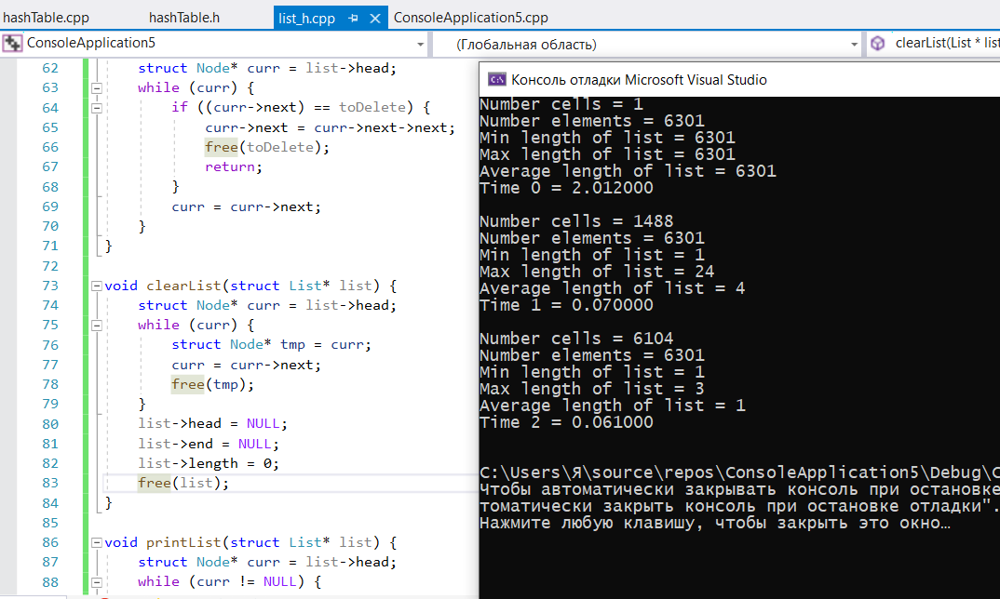 hashTable.cpp hashTable.h list_h.cpp ConsoleApplication5.cpp
ConsoleApplication5 (Глобальная область) clearList(List * list
62 struct Node* curr = list->head;
63 while (curr) {
64 if ((curr->next) == toDelete) {
65 curr->next = curr->next->next;
66 free(toDelete);
67 return;
68 }
69 curr = curr->next;
70 }
71 }
72
73 void clearList(struct List* list) {
74 struct Node* curr = list->head;
75 while (curr) {
76 struct Node* tmp = curr;
77 curr = curr->next;
78 free(tmp);
79 }
80 list->head = NULL;
81 list->end = NULL;
82 list->length = 0;
83 free(list);
84 }
85
86 void printList(struct List* list) {
87 struct Node* curr = list->head;
88 while (curr != NULL) {
Консоль отладки Microsoft Visual Studio
Number cells = 1
Number elements = 6301
Min length of list = 6301
Max length of list = 6301
Average length of list = 6301
Time 0 = 2.012000
Number cells = 1488
Number elements = 6301
Min length of list = 1
Max length of list = 24
Average length of list = 4
Time 1 = 0.070000
Number cells = 6104
Number elements = 6301
Min length of list = 1
Max length of list = 3
Average length of list = 1
Time 2 = 0.061000
C:\Users\Я\source\repos\ConsoleApplication5\Debug\C
Чтобы автоматически закрывать консоль при остановке
томатически закрыть консоль при остановке отладки".
Нажмите любую клавишу, чтобы закрыть это окно…